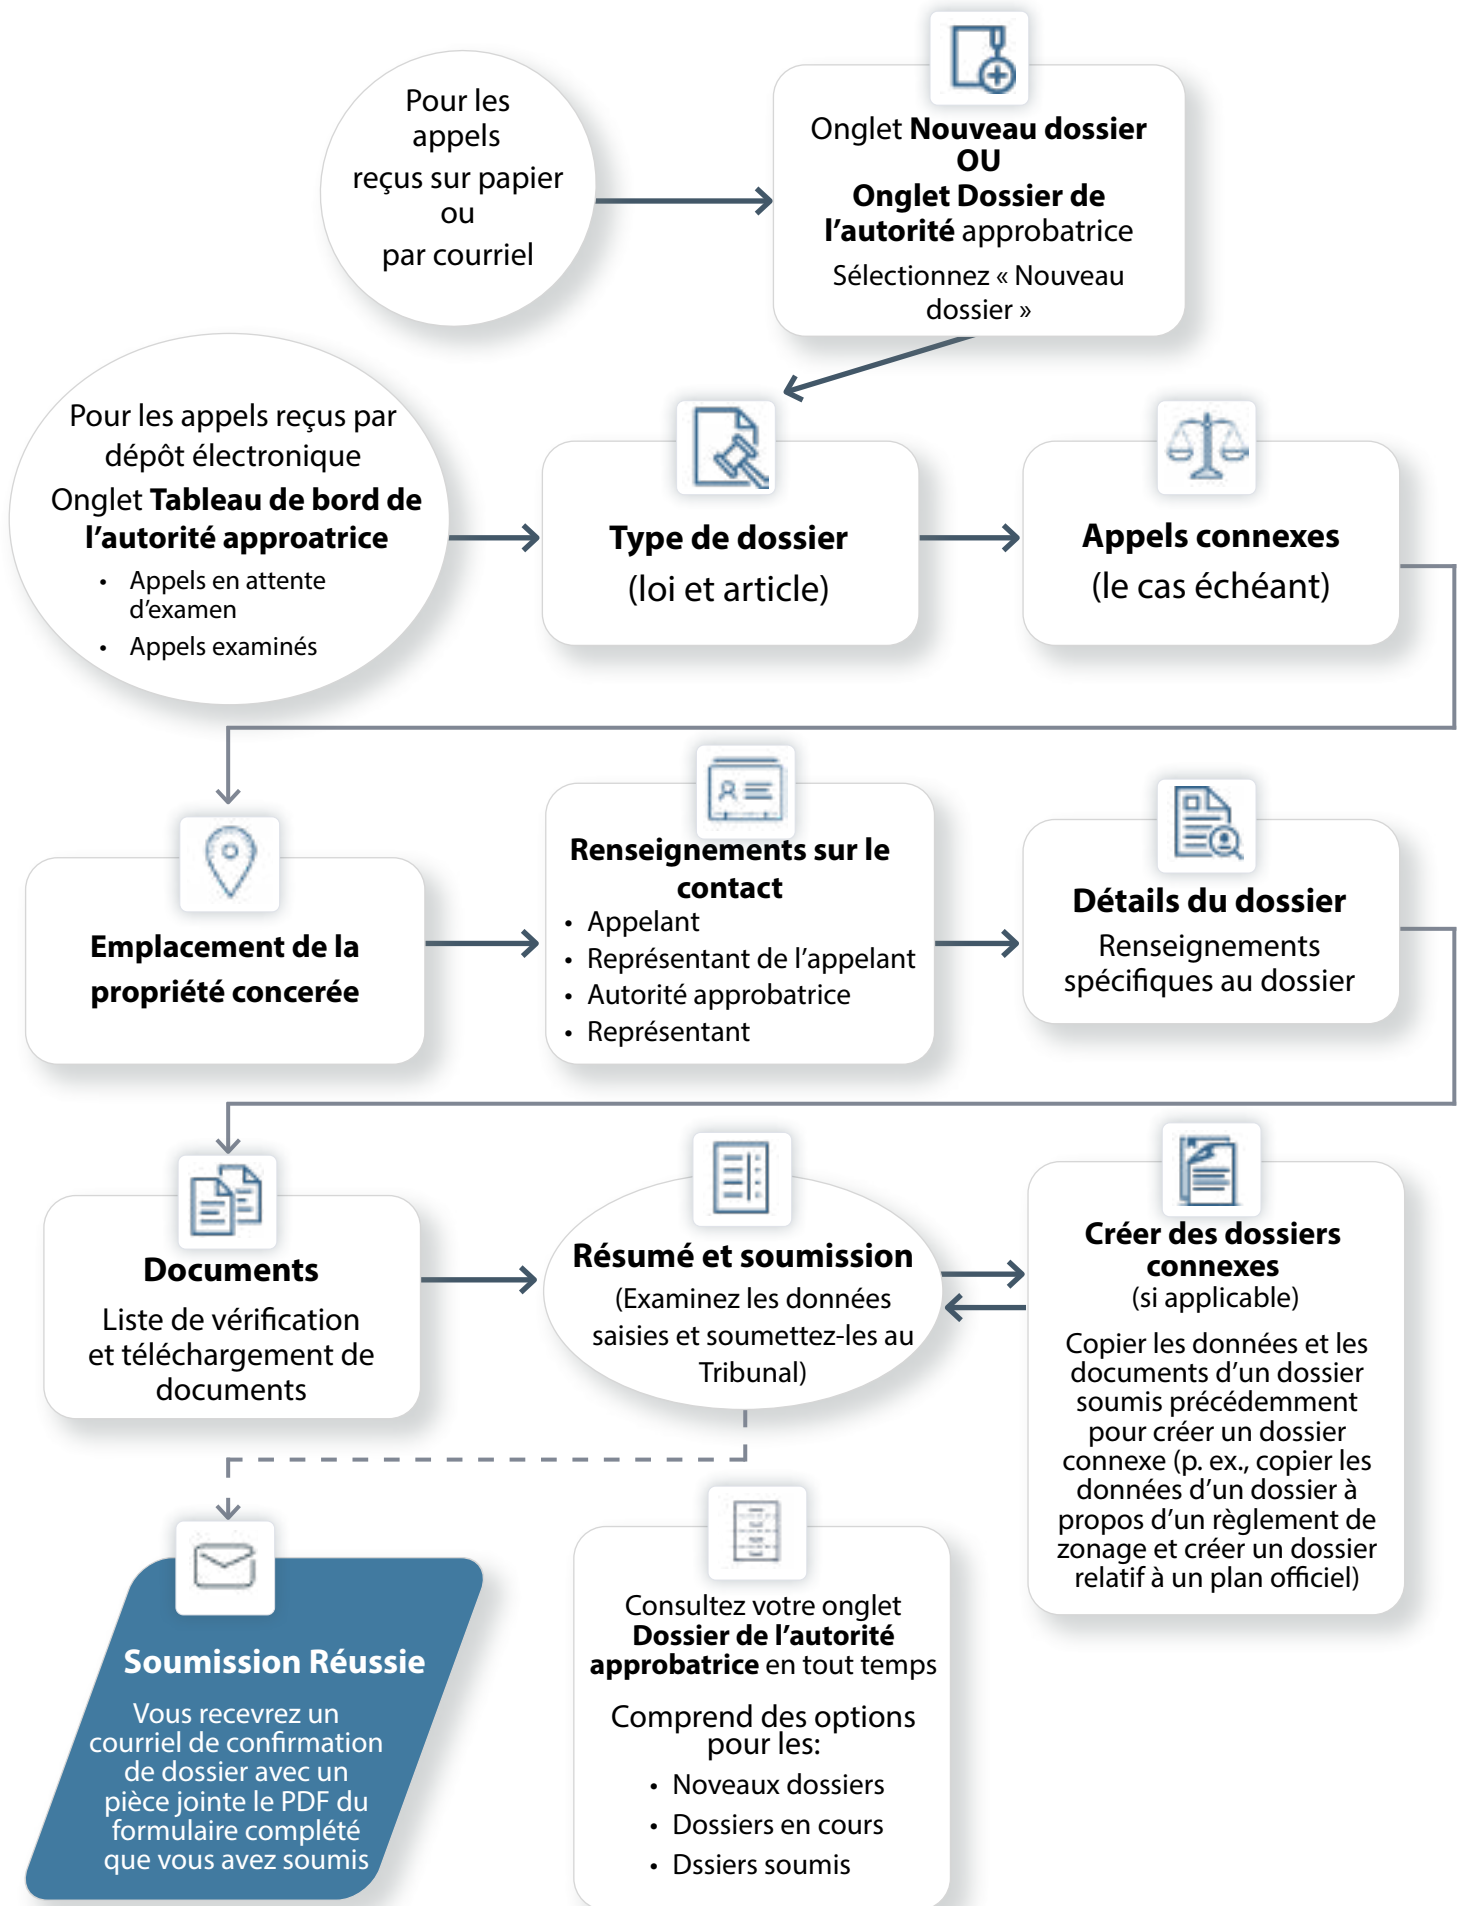 Pour les
appels
reçus sur papier
ou
par courriel
Onglet Nouveau dossier
OU
Onglet Dossier de
l’autorité approbatrice
Sélectionnez « Nouveau
dossier »
Pour les appels reçus par
dépôt électronique
Onglet Tableau de bord de
l’autorité approatrice
• Appels en attente
d’examen
• Appels examinés
Type de dossier
(loi et article)
Appels connexes
(le cas échéant)
Emplacement de la
propriété concerée
Renseignements sur le
contact
• Appelant
• Représentant de l’appelant
• Autorité approbatrice
• Représentant
Détails du dossier
Renseignements
spécifiques au dossier
Documents
Liste de vérification
et téléchargement de
documents
Résumé et soumission
(Examinez les données
saisies et soumettez-les au
Tribunal)
Créer des dossiers
connexes
(si applicable)
Copier les données et les
documents d’un dossier
soumis précédemment
pour créer un dossier
connexe (p. ex., copier les
données d’un dossier à
propos d’un règlement de
zonage et créer un dossier
relatif à un plan officiel)
Soumission Réussie
Vous recevrez un
courriel de confirmation
de dossier avec un
pièce jointe le PDF du
formulaire complété
que vous avez soumis
Consultez votre onglet
Dossier de l’autorité
approbatrice en tout temps
Comprend des options
pour les:
• Noveaux dossiers
• Dossiers en cours
• Dssiers soumis